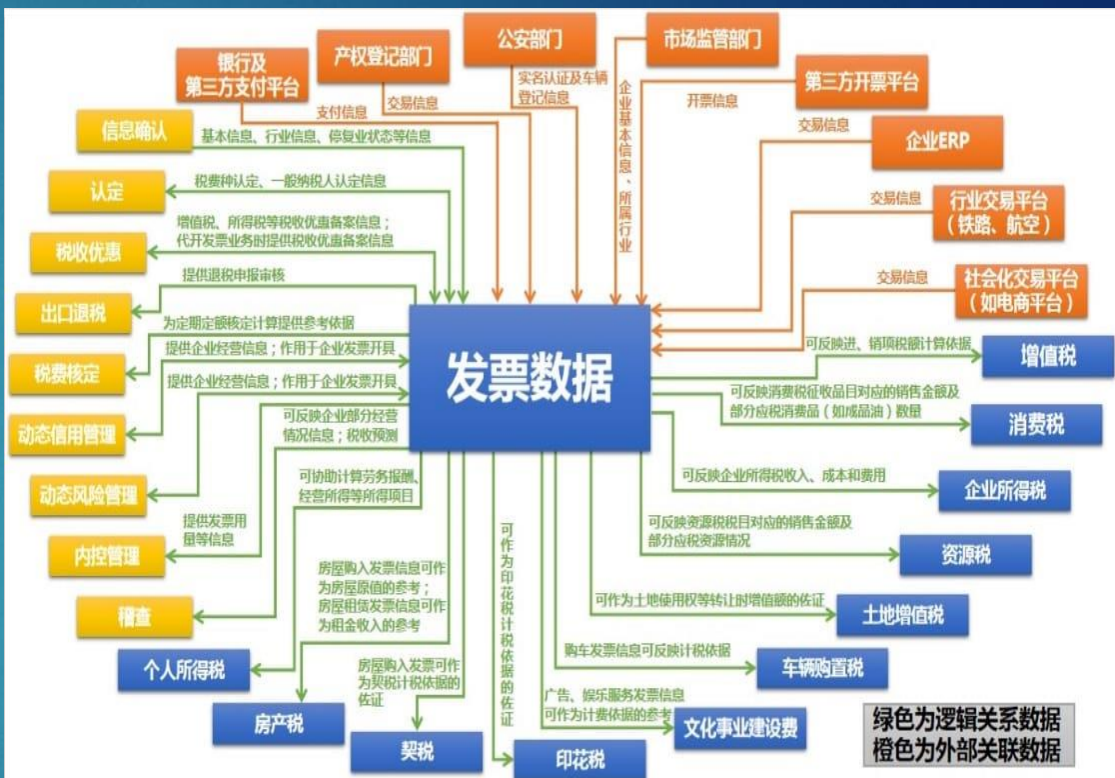 公安部门
市场监管部门
产权登记部门
银行及
第三方支付平台
第三方开票平台
实名认证及车辆
登记信息
企业基本信息、所属行业
开票信息
支付信息
交易信息
信息确认
基本信息、行业信息、停复业状态等信息
交易信息
企业ERP
认定
税费种认定、一般纳税人认定信息
交易信息
行业交易平台
（铁路、航空）
税收优惠
增值税、所得税等税收优惠备案信息；
代开发票业务时提供税收优惠备案信息
交易信息
社会化交易平台
（如电商平台）
出口退税
提供退税申报审核
发票数据
税费核定
为定期定额核定计算提供参考依据
可反映进、销项税额计算依据
增值税
动态信用管理
提供企业经营信息；作用于企业发票开具
提供企业经营信息；作用于企业发票开具
可反映消费税征收品目对应的销售金额及
部分应税消费品（如成品油）数量
消费税
可反映企业部分经营
情况信息；税收预测
动态风险管理
可协助计算劳务报酬、
经营所得等所得项目
可反映企业所得税收入、成本和费用
企业所得税
内控管理
提供发票用
量等信息
可反映资源税税目对应的销售金额及
部分应税资源情况
资源税
稽查
房屋购入发票信息可作
为房屋原值的参考；
房屋租赁发票信息可作
为租金收入的参考
可作为印花税计税依据的佐证
可作为土地使用权等转让时增值额的佐证
土地增值税
个人所得税
购车发票信息可反映计税依据
车辆购置税
房产税
房屋购入发票可作
为契税计税依据的
佐证
契税
印花税
广告、娱乐服务发票信息
可作为计费依据的参考
文化事业建设费
绿色为逻辑关系数据
橙色为外部关联数据